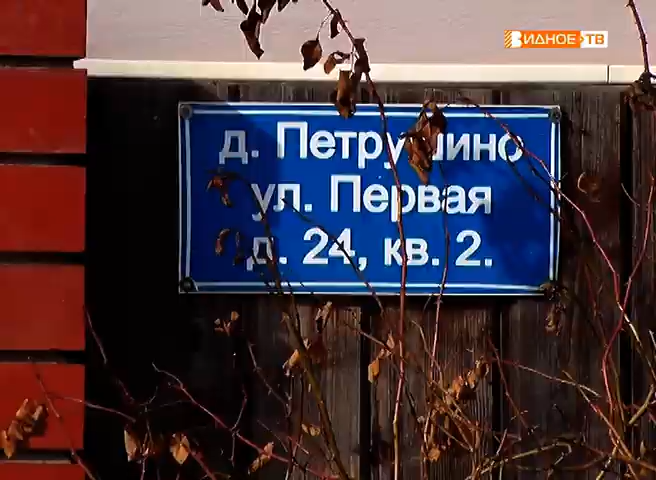 ВИДНОЕ-ТВ
д. Петрушино
ул. Первая
д. 24, кв. 2.